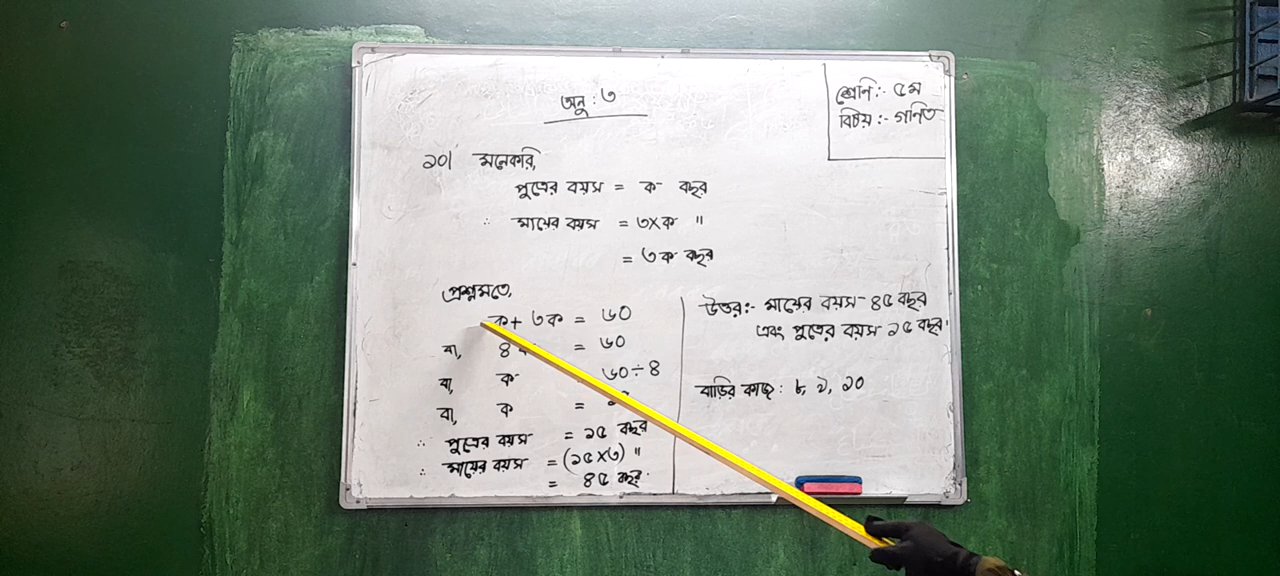 অনু : ৩
শ্রেণি:- ৫ম
বিষয়:- গণিত
১০। মনেকরি,
পুত্রের বয়স = ক বছর
∴ মায়ের বয়স = ৩×ক "
= ৩ক বছর
প্রশ্নমতে,
ক + ৩ক = ৬০
বা, ৪ = ৬০
বা, ক ৬০÷৪
বা, ক =
∴ পুত্রের বয়স = ১৫ বছর
∴ মায়ের বয়স = (১৫×৩) "
= ৪৫ বছর.
উত্তর:- মায়ের বয়স ৪৫ বছর
এবং পুত্রের বয়স ১৫ বছর।
বাড়ির কাজ: ৮, ৯, ১০